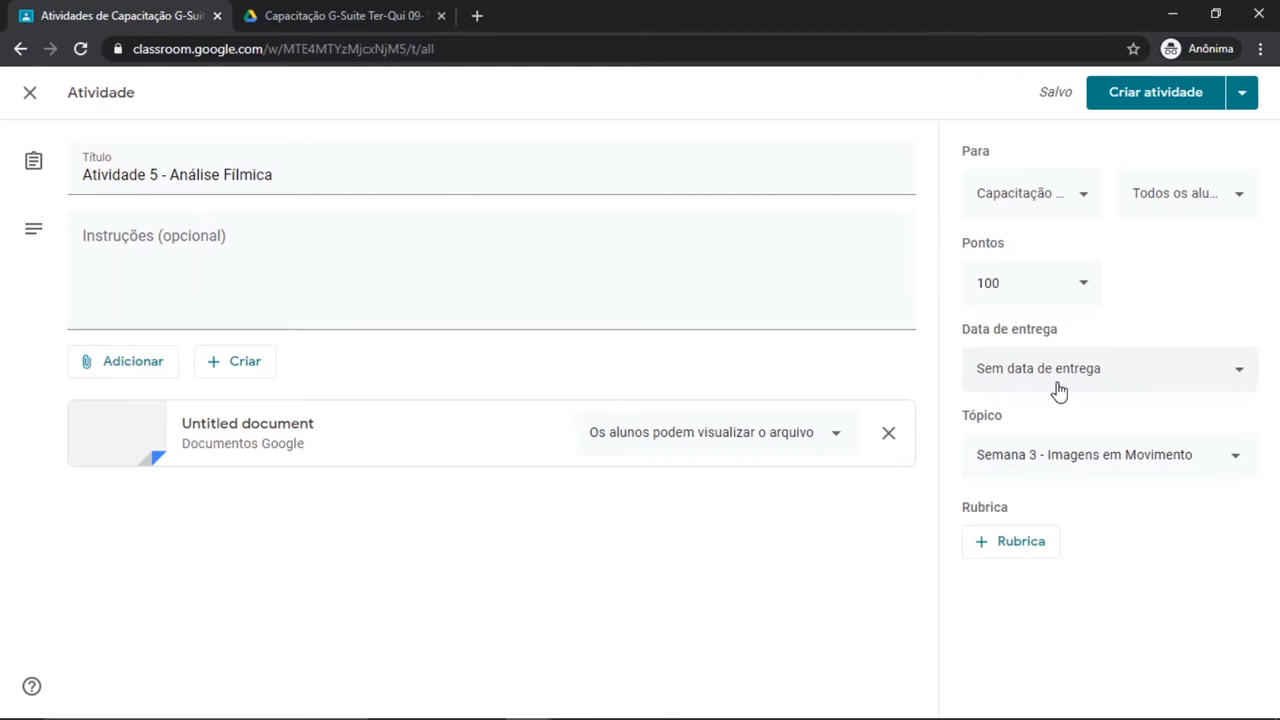 Atividades de Capacitação G-Sui
Capacitação G-Suite Ter-Qui 09-
classroom.google.com/w/MTE4MTYzMjcxNjM5/t/all
Anônima
Atividade
Salvo
Criar atividade
Título
Atividade 5 - Análise Fílmica
Instruções (opcional)
Adicionar
Criar
Untitled document
Documentos Google
Os alunos podem visualizar o arquivo
Para
Capacitação ...
Todos os alu...
Pontos
100
Data de entrega
Sem data de entrega
Tópico
Semana 3 - Imagens em Movimento
Rubrica
Rubrica